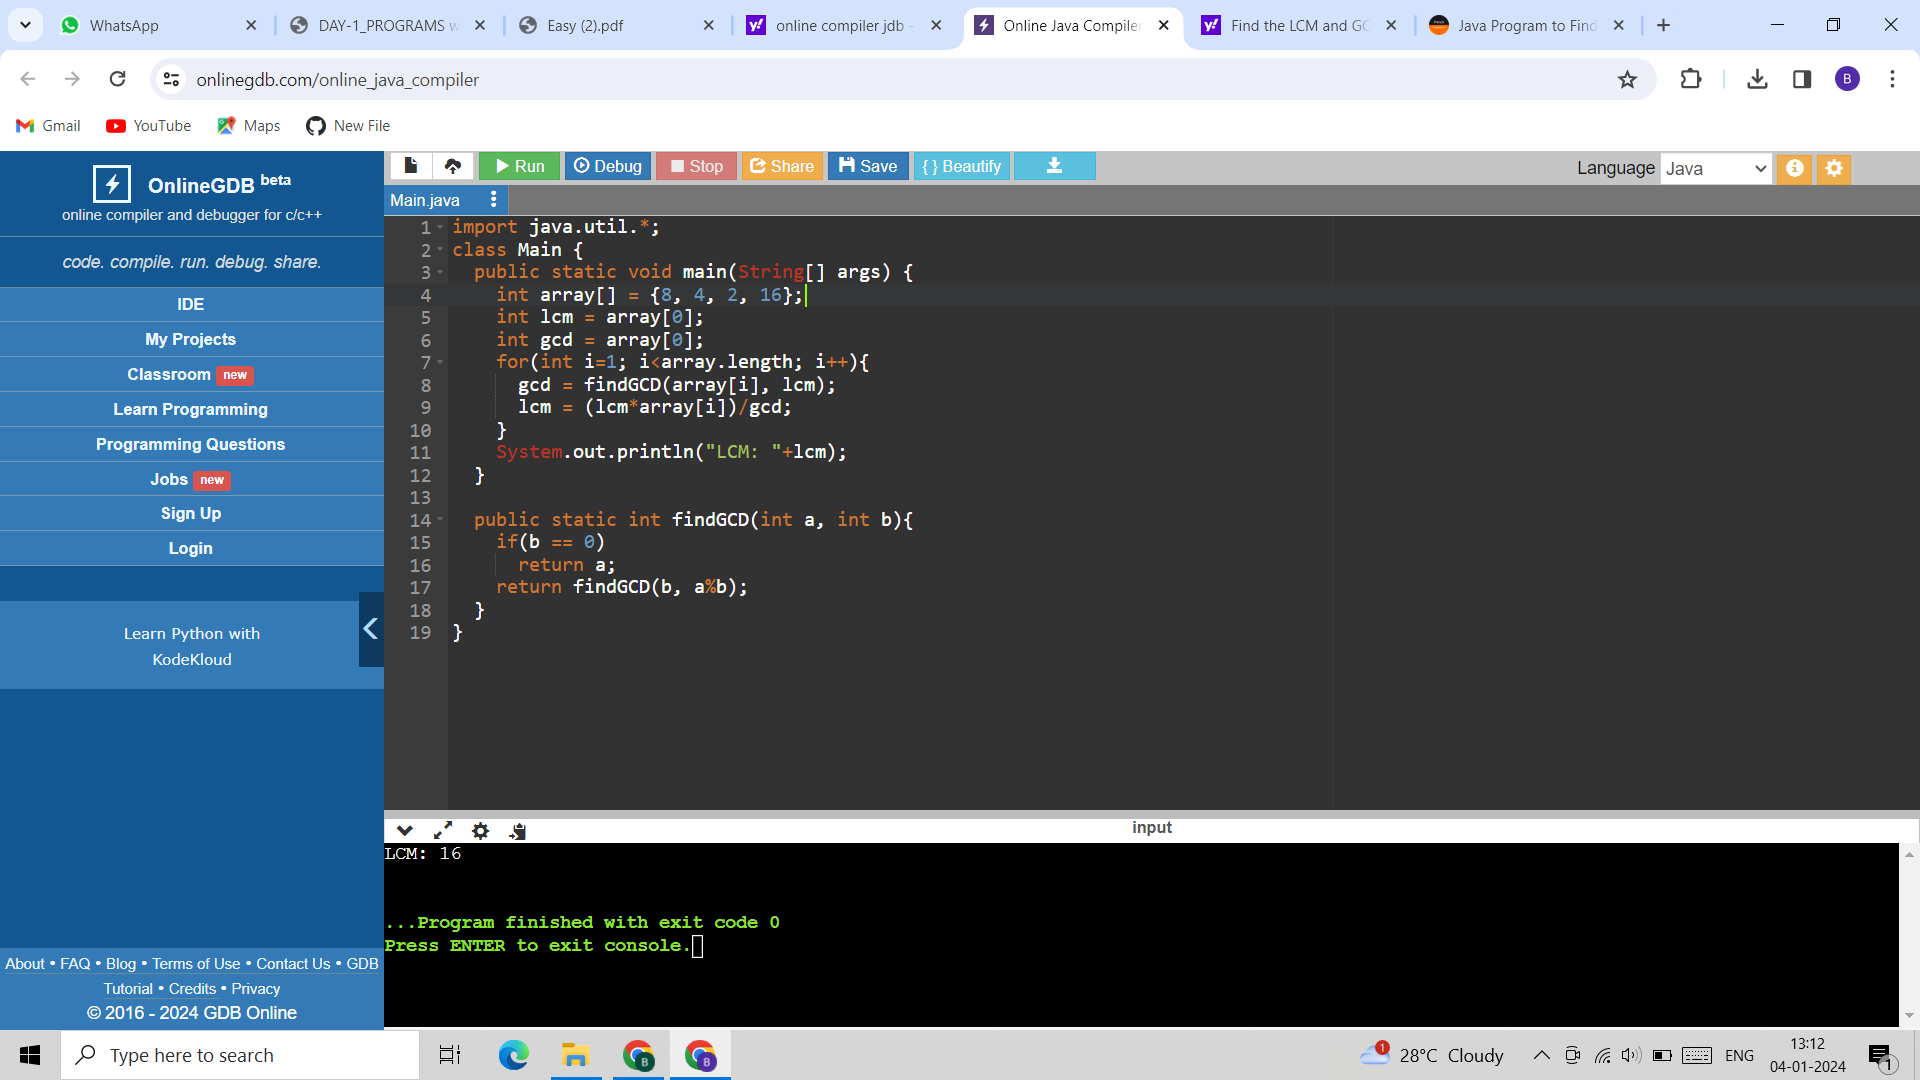 WhatsApp
DAY-1_PROGRAMS w
Easy (2).pdf
online compiler jdb -
Online Java Compiler
Find the LCM and GC
Java Program to Find
onlinegdb.com/online_java_compiler
B
Gmail
YouTube
Maps
New File
OnlineGDB beta
online compiler and debugger for c/c++
code. compile. run. debug. share.
IDE
My Projects
Classroom new
Learn Programming
Programming Questions
Jobs new
Sign Up
Login
Learn Python with
KodeKloud
About • FAQ • Blog • Terms of Use • Contact Us • GDB
Tutorial • Credits • Privacy
© 2016 - 2024 GDB Online
Run
Debug
Stop
Share
Save
{ } Beautify
Language Java
Main.java
1 import java.util.*;
2 class Main {
3 public static void main(String[] args) {
4 int array[] = {8, 4, 2, 16};
5 int lcm = array[0];
6 int gcd = array[0];
7 for(int i=1; i<array.length; i++){
8 gcd = findGCD(array[i], lcm);
9 lcm = (lcm*array[i])/gcd;
10 }
11 System.out.println("LCM: "+lcm);
12 }
13
14 public static int findGCD(int a, int b){
15 if(b == 0)
16 return a;
17 return findGCD(b, a%b);
18 }
19 }
input
LCM: 16
...Program finished with exit code 0
Press ENTER to exit console.
Type here to search
B
B
1
28°C Cloudy
ENG
13:12
04-01-2024
1